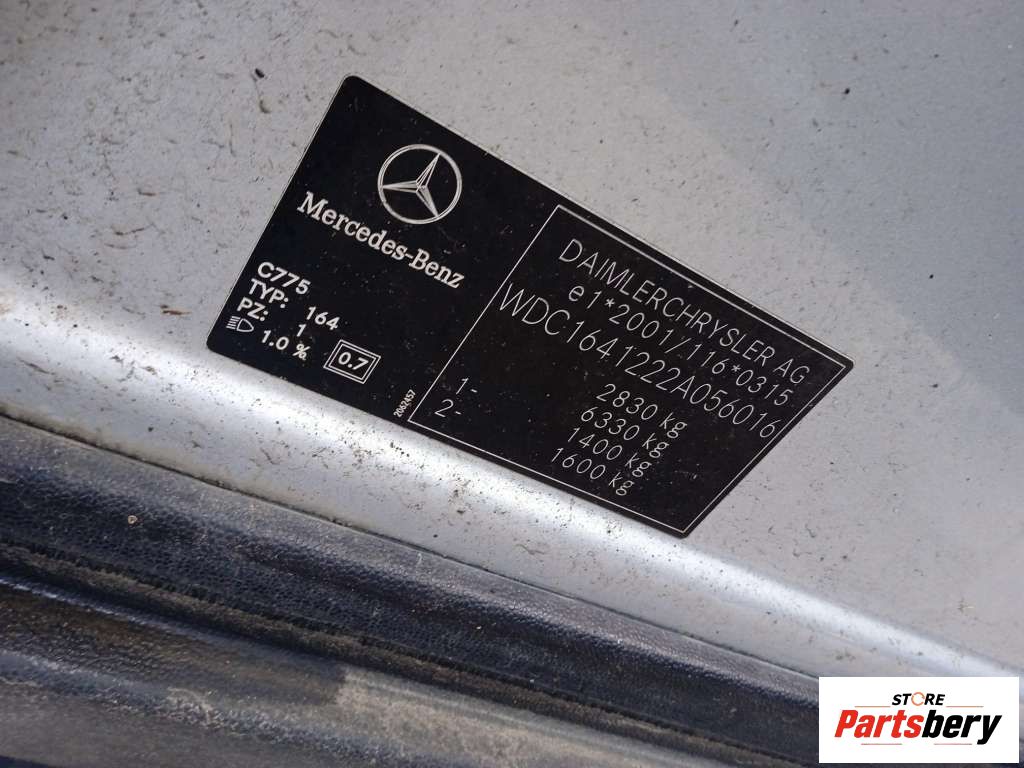 Mercedes-Benz
C775
TYP: 164
PZ: 1
1.0 %
0.7
2062457
DAIMLERCHRYSLER AG
e1*2001/116*0315
WDC1641222A056016
2830 kg
6330 kg
1- 1400 kg
2- 1600 kg
STORE
Partsbery